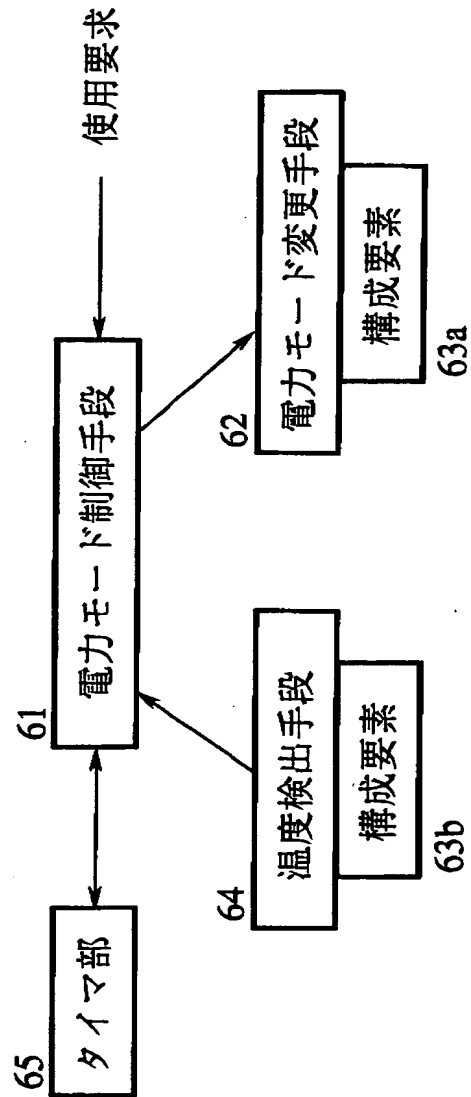 使用要求
61
電力モード制御手段
65
タイマ部
62
電力モード変更手段
構成要素
63a
64
温度検出手段
構成要素
63b